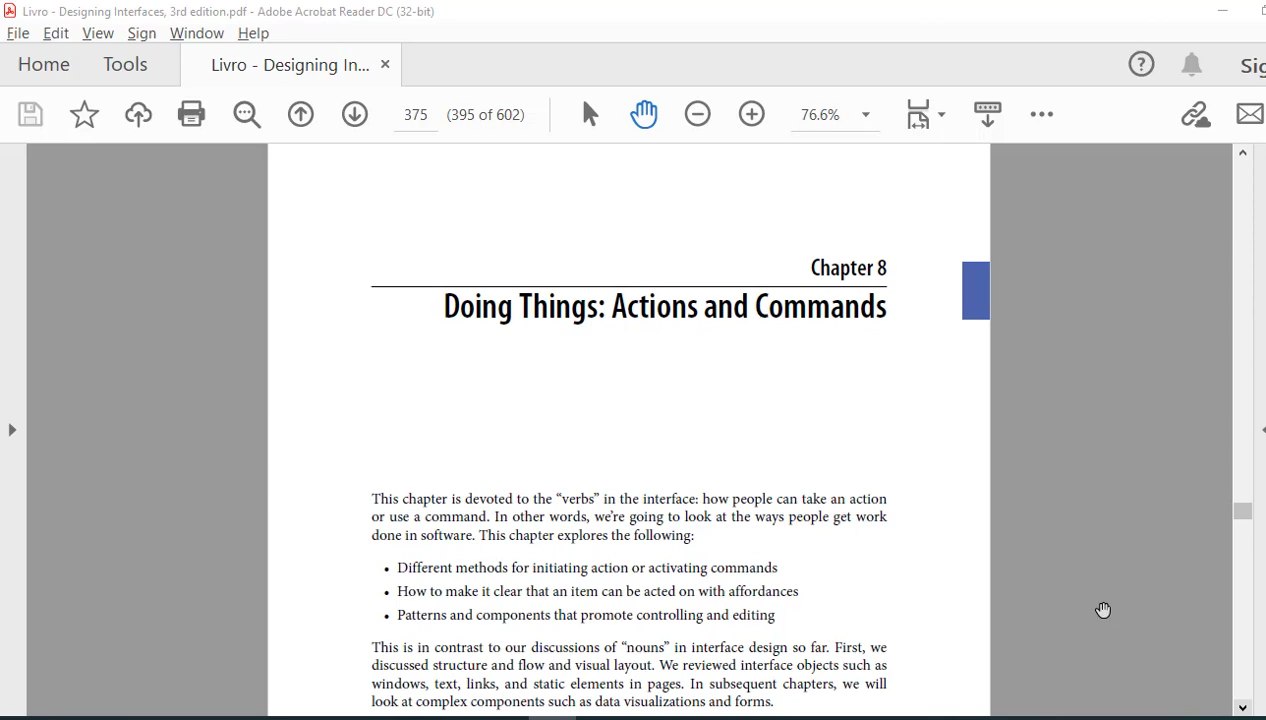 Livro - Designing Interfaces, 3rd edition.pdf - Adobe Acrobat Reader DC (32-bit)
File Edit View Sign Window Help
Home Tools Livro - Designing In... × ? Sig
375 (395 of 602) 76.6%
Chapter 8
Doing Things: Actions and Commands
This chapter is devoted to the “verbs” in the interface: how people can take an action
or use a command. In other words, we’re going to look at the ways people get work
done in software. This chapter explores the following:
• Different methods for initiating action or activating commands
• How to make it clear that an item can be acted on with affordances
• Patterns and components that promote controlling and editing
This is in contrast to our discussions of “nouns” in interface design so far. First, we
discussed structure and flow and visual layout. We reviewed interface objects such as
windows, text, links, and static elements in pages. In subsequent chapters, we will
look at complex components such as data visualizations and forms.